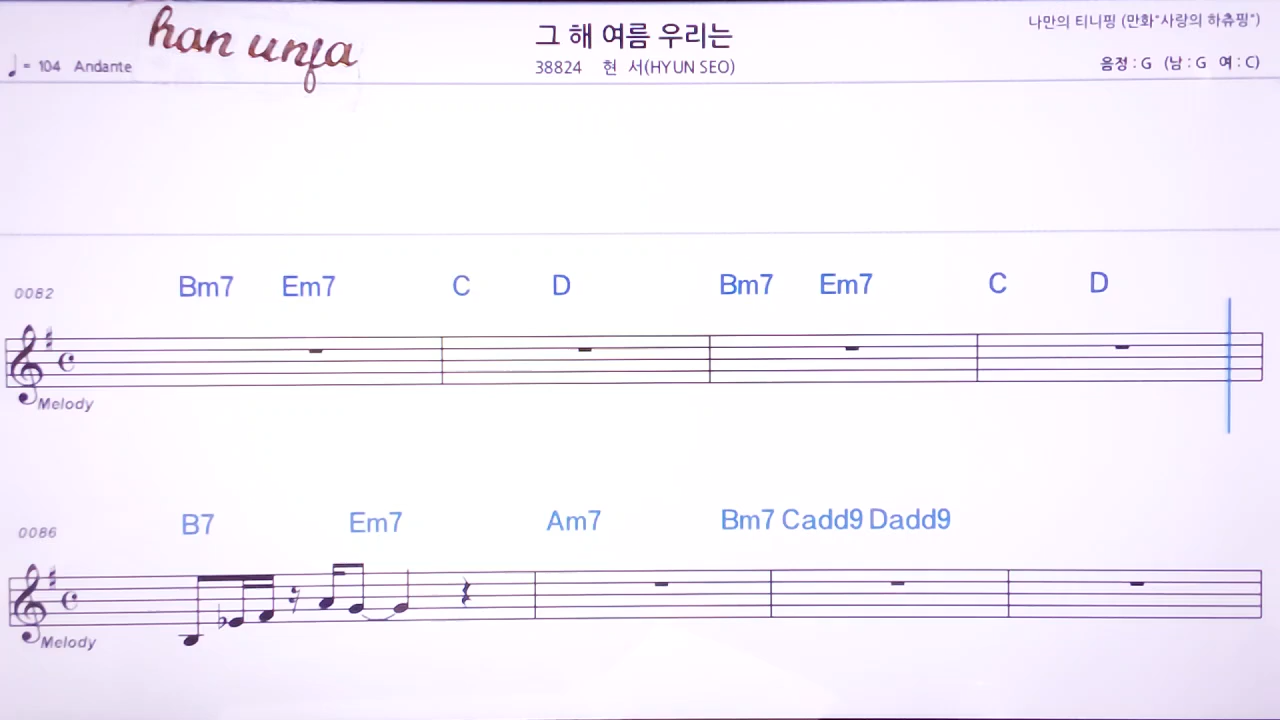 han unfa
그 해 여름 우리는
나만의 티니핑 (만화"사랑의 하츄핑")
♩= 104 Andante
38824 현 서(HYUN SEO)
음정 : G (남 : G 여 : C)
Bm7 Em7 C D Bm7 Em7 C D
0082
Melody
B7 Em7 Am7 Bm7 Cadd9 Dadd9
0086
Melody